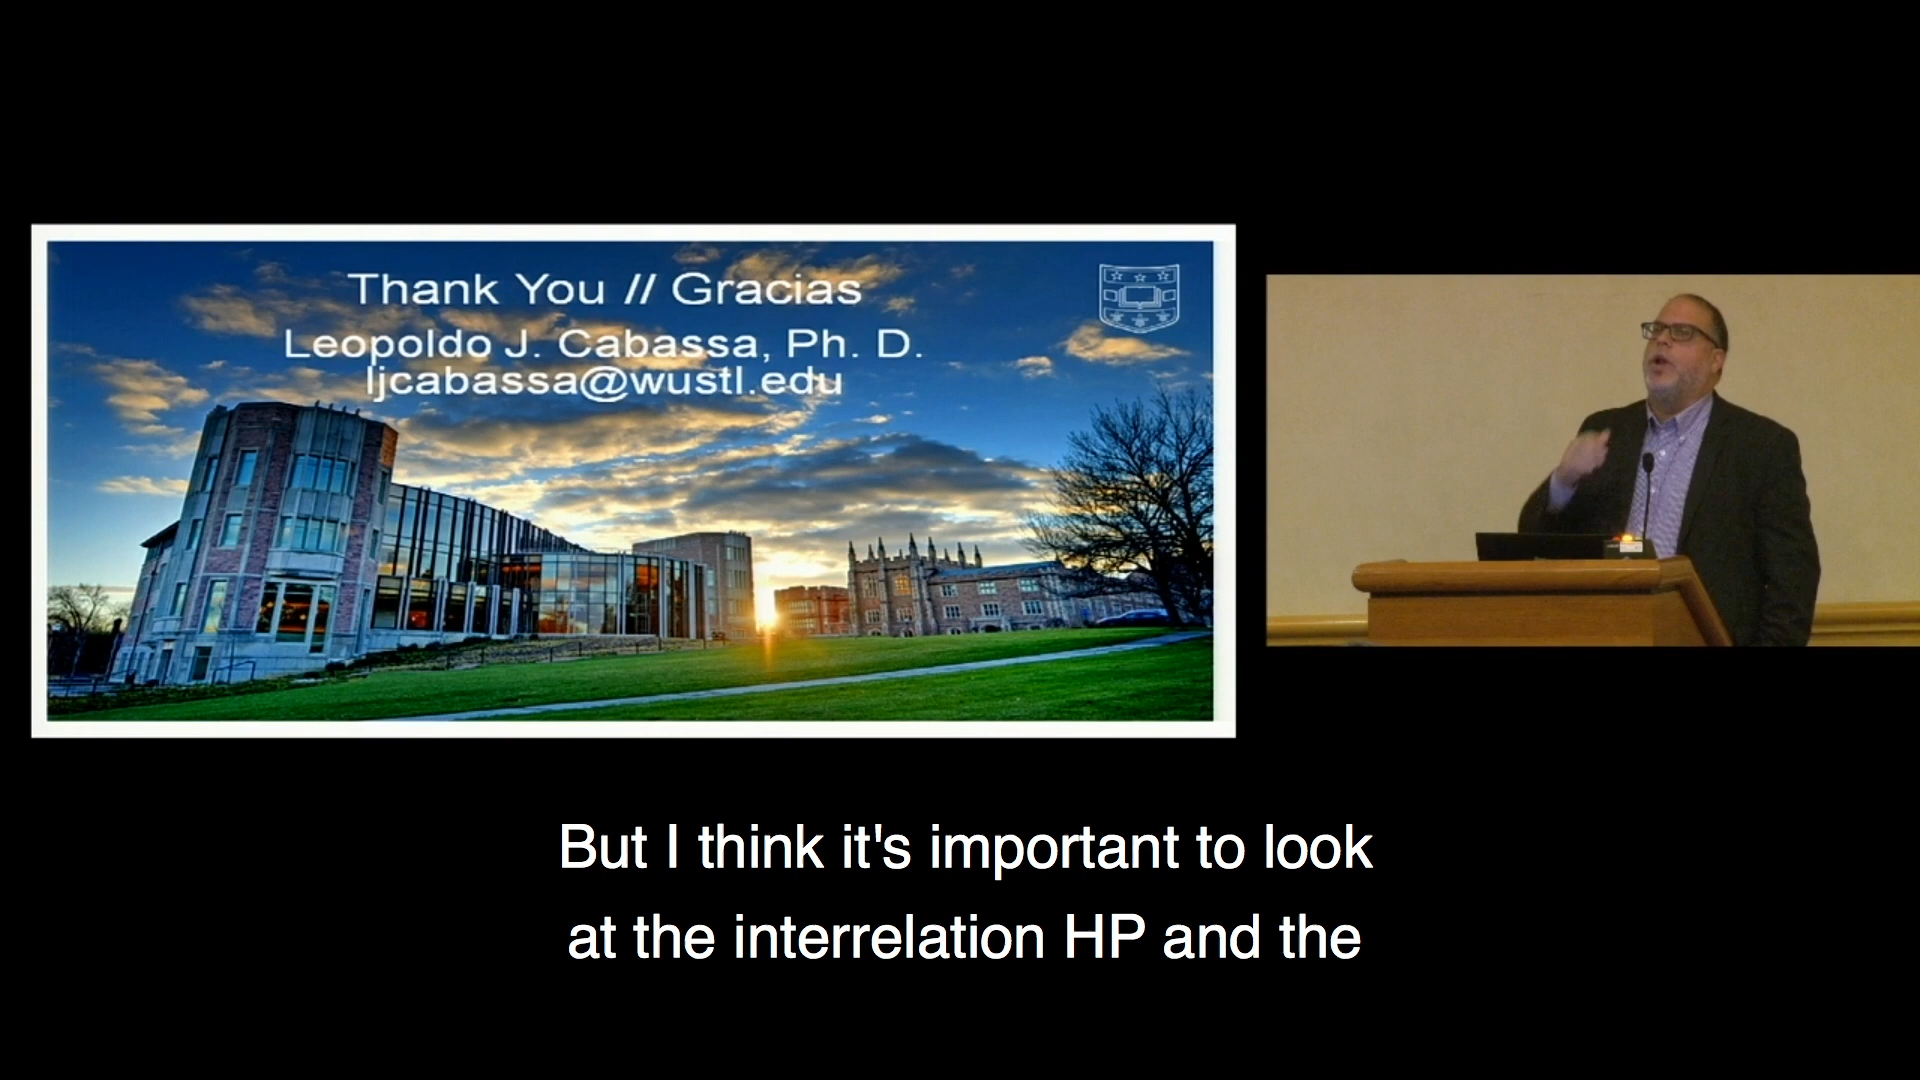 Thank You // Gracias
Leopoldo J. Cabassa, Ph. D.
ljcabassa@wustl.edu
But I think it's important to look
at the interrelation HP and the